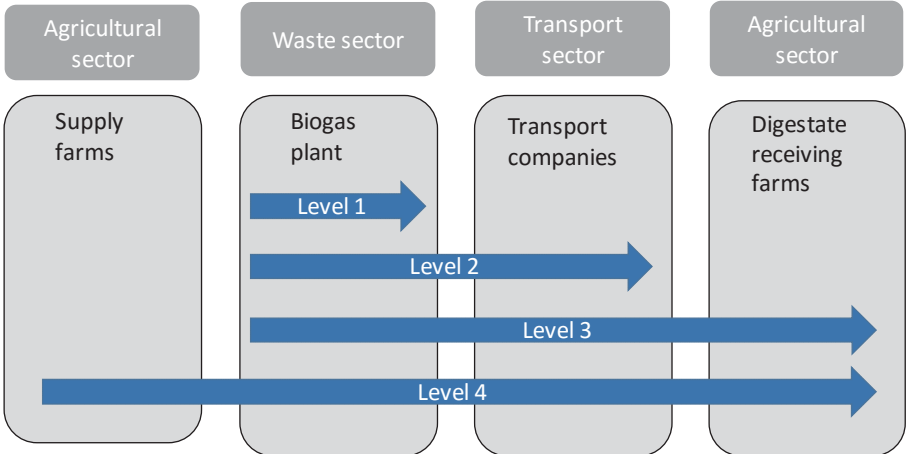 Agricultural
sector
Waste sector
Transport
sector
Agricultural
sector
Supply
farms
Biogas
plant
Transport
companies
Digestate
receiving
farms
Level 1
Level 2
Level 3
Level 4